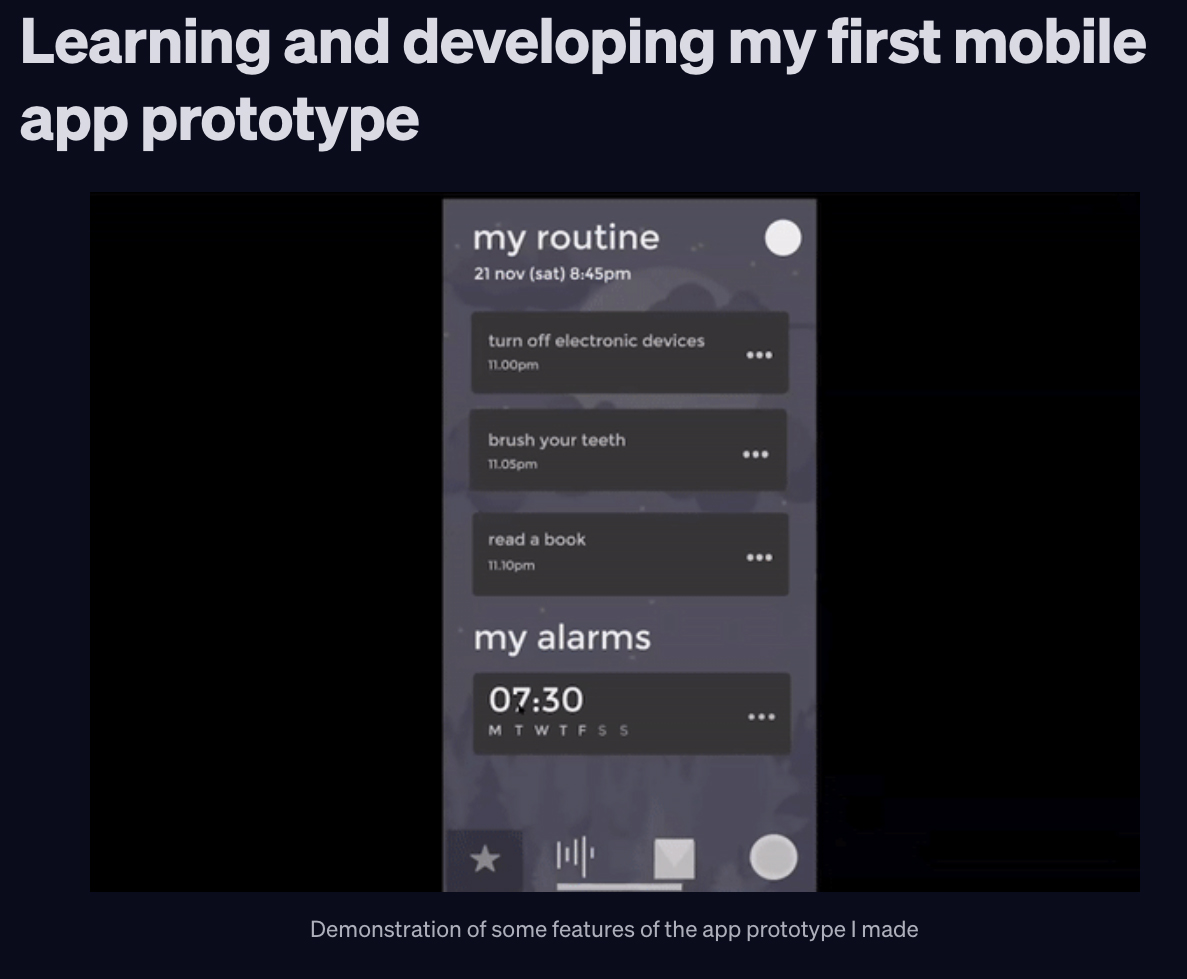 Learning and developing my first mobile
app prototype
my routine
21 nov (sat) 8:45pm
turn off electronic devices
11.00pm
brush your teeth
11.05pm
read a book
11.10pm
my alarms
07:30
M T W T F S S
Demonstration of some features of the app prototype I made